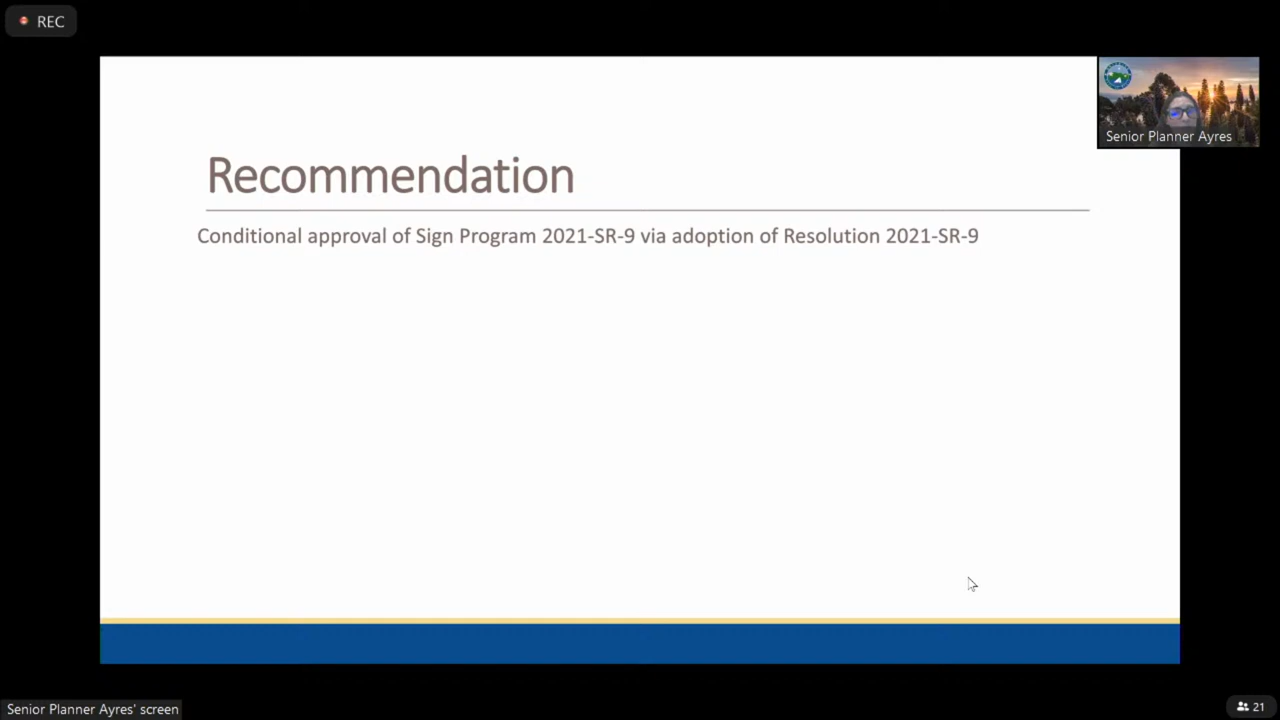 REC
Senior Planner Ayres
Recommendation
Conditional approval of Sign Program 2021-SR-9 via adoption of Resolution 2021-SR-9
Senior Planner Ayres' screen
21